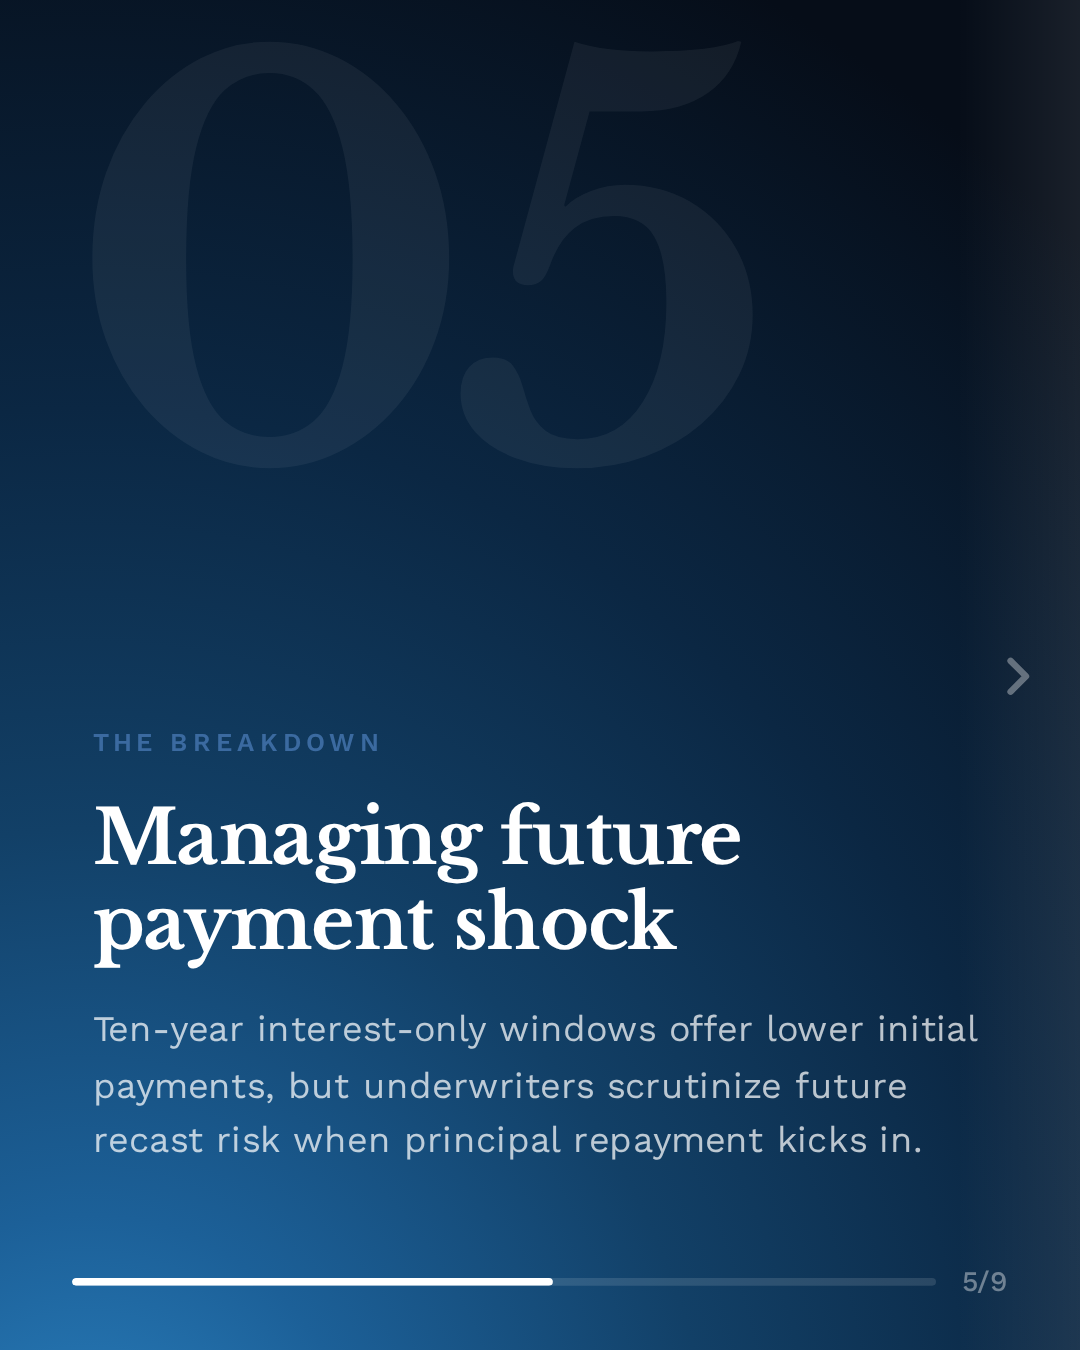 05
THE BREAKDOWN
Managing future
payment shock
Ten-year interest-only windows offer lower initial
payments, but underwriters scrutinize future
recast risk when principal repayment kicks in.
5/9